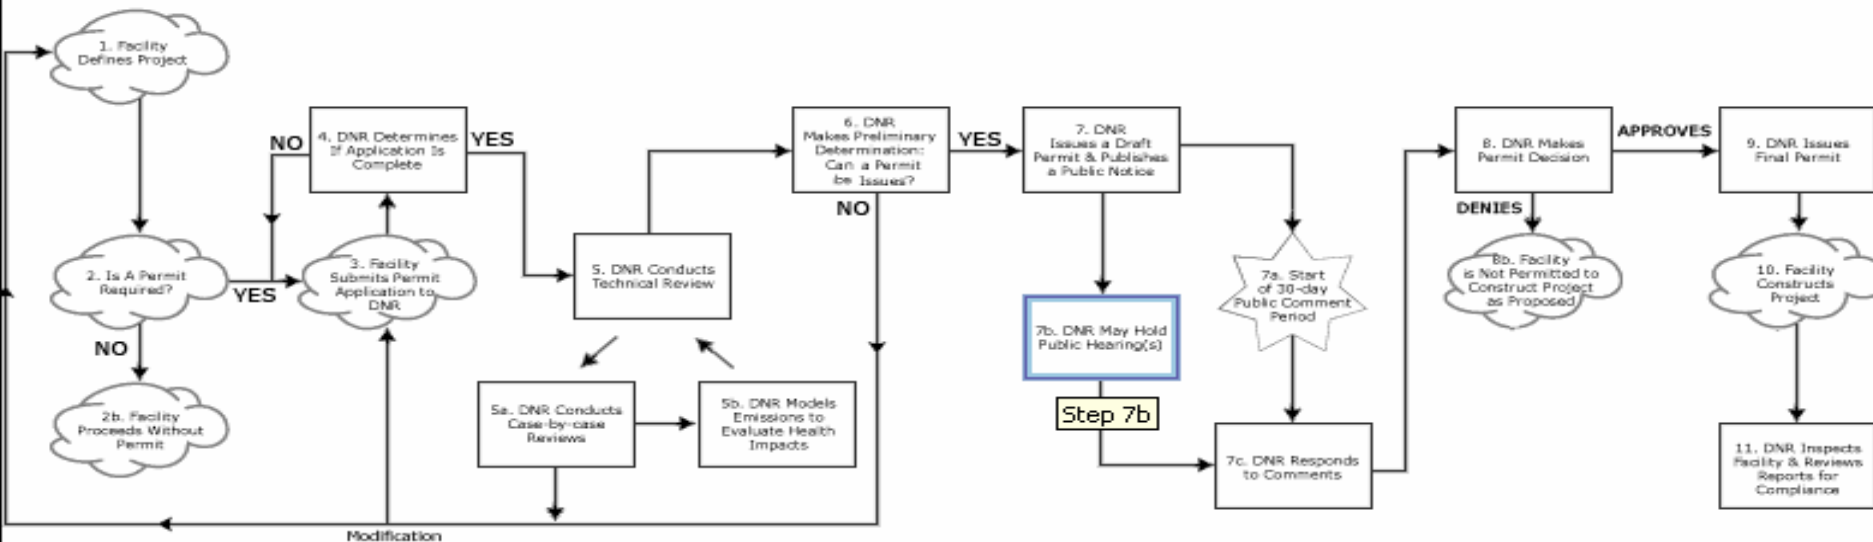 1. Facility
Defines Project
2. Is A Permit
Required?
YES
NO
2b. Facility
Proceeds Without
Permit
3. Facility
Submits Permit
Application to
DNR
NO
4. DNR Determines
If Application Is
Complete
YES
5. DNR Conducts
Technical Review
5a. DNR Conducts
Case-by-case
Reviews
5b. DNR Models
Emissions to
Evaluate Health
Impacts
6. DNR
Makes Preliminary
Determination:
Can a Permit
be Issues?
YES
NO
Modification
7. DNR
Issues a Draft
Permit & Publishes
a Public Notice
7a. Start
of 30-day
Public Comment
Period
7b. DNR May Hold
Public Hearing(s)
Step 7b
7c. DNR Responds
to Comments
8. DNR Makes
Permit Decision
APPROVES
DENIES
8b. Facility
is Not Permitted to
Construct Project
as Proposed
9. DNR Issues
Final Permit
10. Facility
Constructs
Project
11. DNR Inspects
Facility & Reviews
Reports for
Compliance